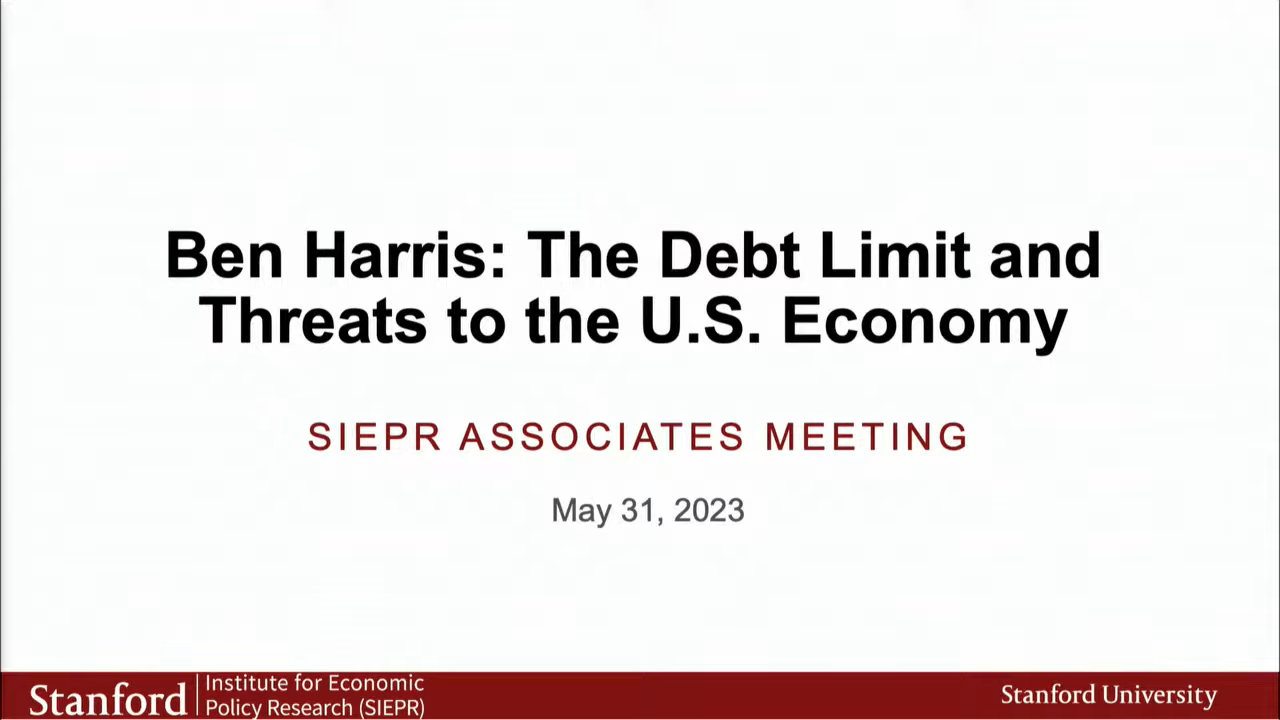 Ben Harris: The Debt Limit and
Threats to the U.S. Economy
SIEPR ASSOCIATES MEETING
May 31, 2023
Stanford
Institute for Economic
Policy Research (SIEPR)
Stanford University